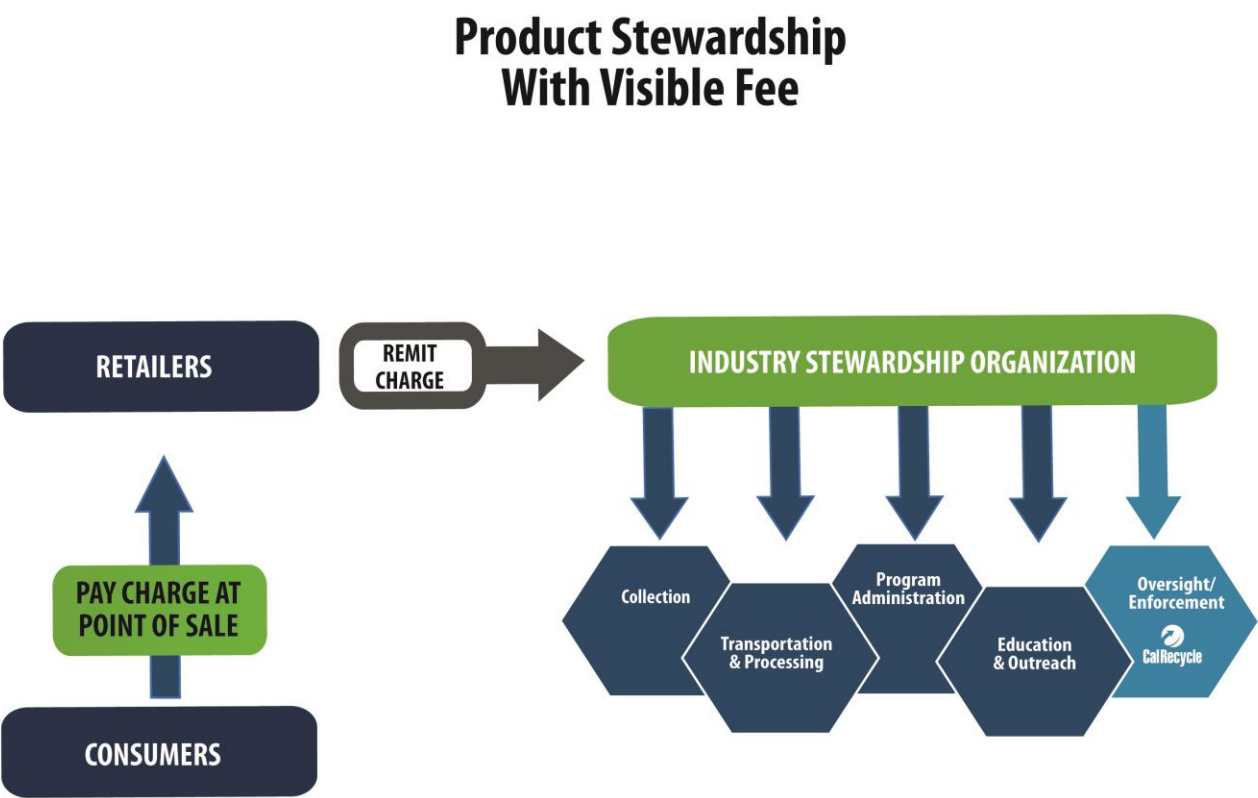 Product Stewardship
With Visible Fee
RETAILERS
REMIT
CHARGE
INDUSTRY STEWARDSHIP ORGANIZATION
PAY CHARGE AT
POINT OF SALE
CONSUMERS
Collection
Transportation
& Processing
Program
Administration
Education
& Outreach
Oversight/
Enforcement
CalRecycle